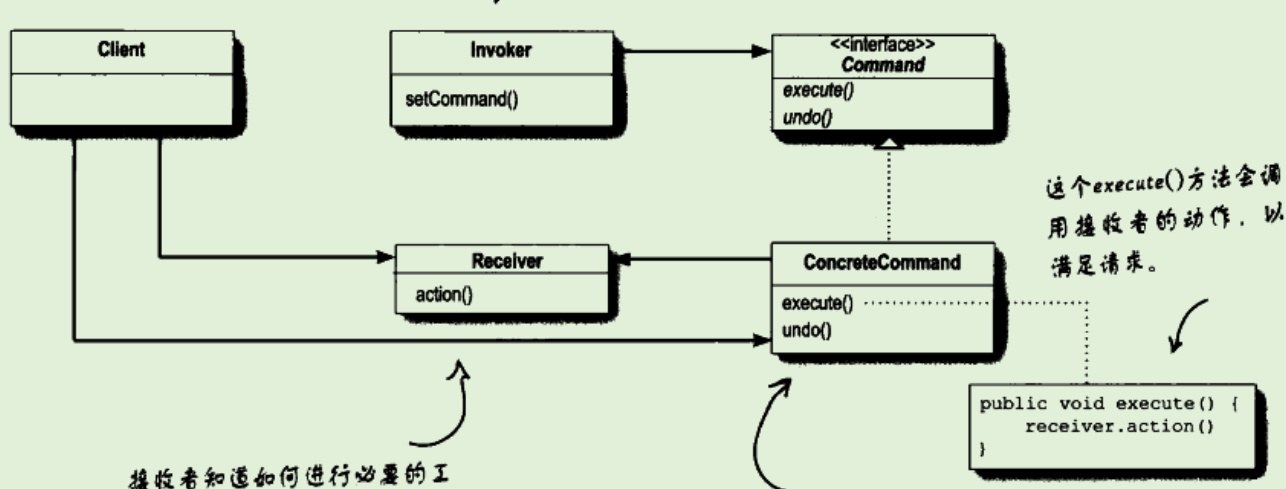 Client
Invoker
setCommand()
<<interface>>
Command
execute()
undo()
这个execute()方法会调
用接收者的动作，以
满足请求。
Receiver
action()
ConcreteCommand
execute()
undo()
public void execute() {
receiver.action()
}
接收者知道如何进行必要的工